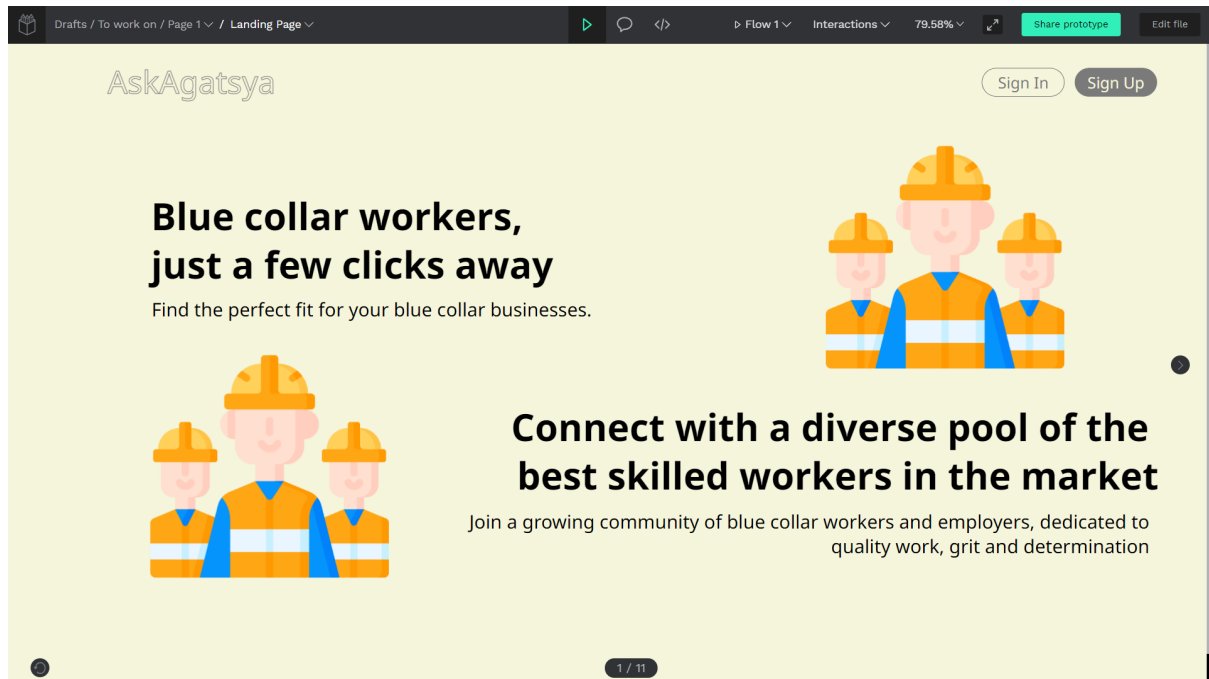 Drafts / To work on / Page 1 / Landing Page
</>
Flow 1
Interactions
79.58%
Share prototype
Edit file
AskAgatsya
Sign In
Sign Up
Blue collar workers,
just a few clicks away
Find the perfect fit for your blue collar businesses.
Connect with a diverse pool of the
best skilled workers in the market
Join a growing community of blue collar workers and employers, dedicated to
quality work, grit and determination
1 / 11